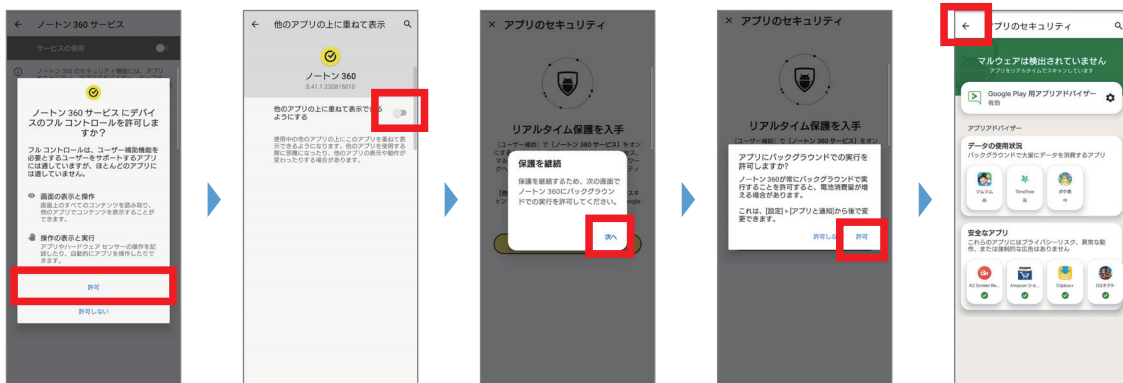 ノートン 360 サービス
サービスの使用
ノートン 360 サービス にデバイ
スのフル コントロールを許可しま
すか？
フル コントロールは、ユーザー補助機能を
必要とするユーザーをサポートするアプリ
には適していますが、ほとんどのアプリに
は適していません。
画面の表示と操作
画面上のすべてのコンテンツを読み取り、
他のアプリでコンテンツを表示することが
できます。
操作の表示と実行
アプリやハードウェア センサーの操作を記
録したり、自動的にアプリを操作したりで
きます。
許可
許可しない
他のアプリの上に重ねて表示
ノートン 360
5.41.1.220815010
他のアプリの上に重ねて表示できる
ようにする
使用中の他のアプリの上にこのアプリを重ねて表
示できるようになります。他のアプリを使用する
際に邪魔になったり、他のアプリの表示や動作が
変わったりする場合があります。
アプリのセキュリティ
リアルタイム保護を入手
保護を継続
保護を継続するため、次の画面で
ノートン 360にバックグラウン
ドでの実行を許可してください。
次へ
アプリのセキュリティ
リアルタイム保護を入手
アプリにバックグラウンドでの実行を
許可しますか？
ノートン 360が常にバックグラウンドで実
行することを許可すると、電池消費量が増
える場合があります。
これは、[設定] > [アプリと通知]から後で変
更できます。
許可しな
許可
プリのセキュリティ
マルウェアは検出されていません
アプリをリアルタイムでスキャンしています
Google Play 用アプリアドバイザー
有効
アプリアドバイザー
データの使用状況
バックグラウンドで大量にデータを消費するアプリ
ツムツム
TimeTree
ポケ森
高
高
中
安全なアプリ
これらのアプリにはプライバシーリスク、異常な動
作、または強制的な広告はありません
AZ Screen Re...
Amazon ショ...
Clipbox+
DQタクト